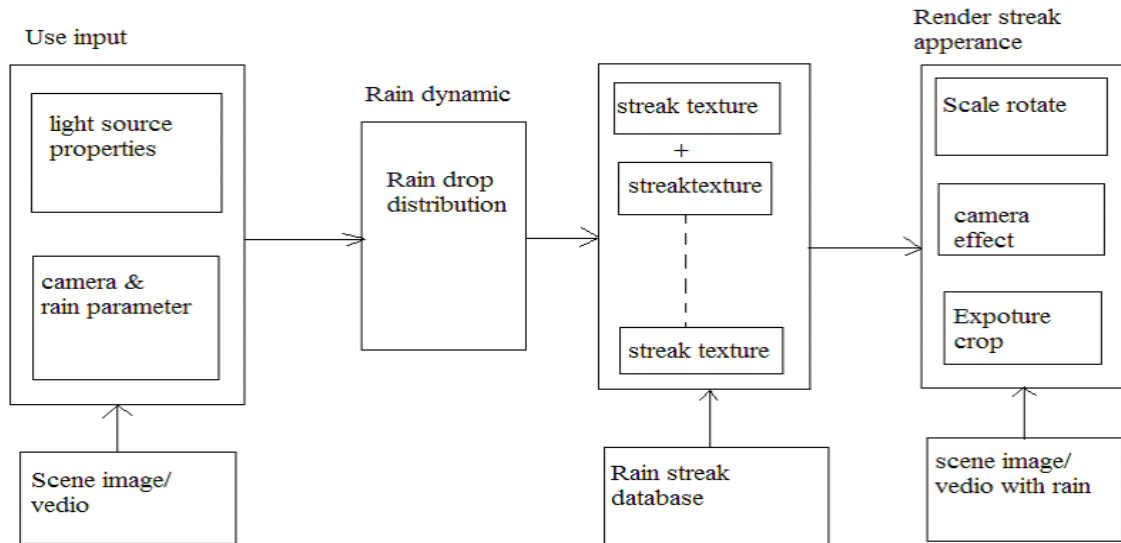 Use input
light source
properties
camera &
rain parameter
Scene image/
vedio
Rain dynamic
Rain drop
distribution
streak texture
+
streaktexture
streak texture
Rain streak
database
Render streak
apperance
Scale rotate
camera
effect
Expoture
crop
scene image/
vedio with rain